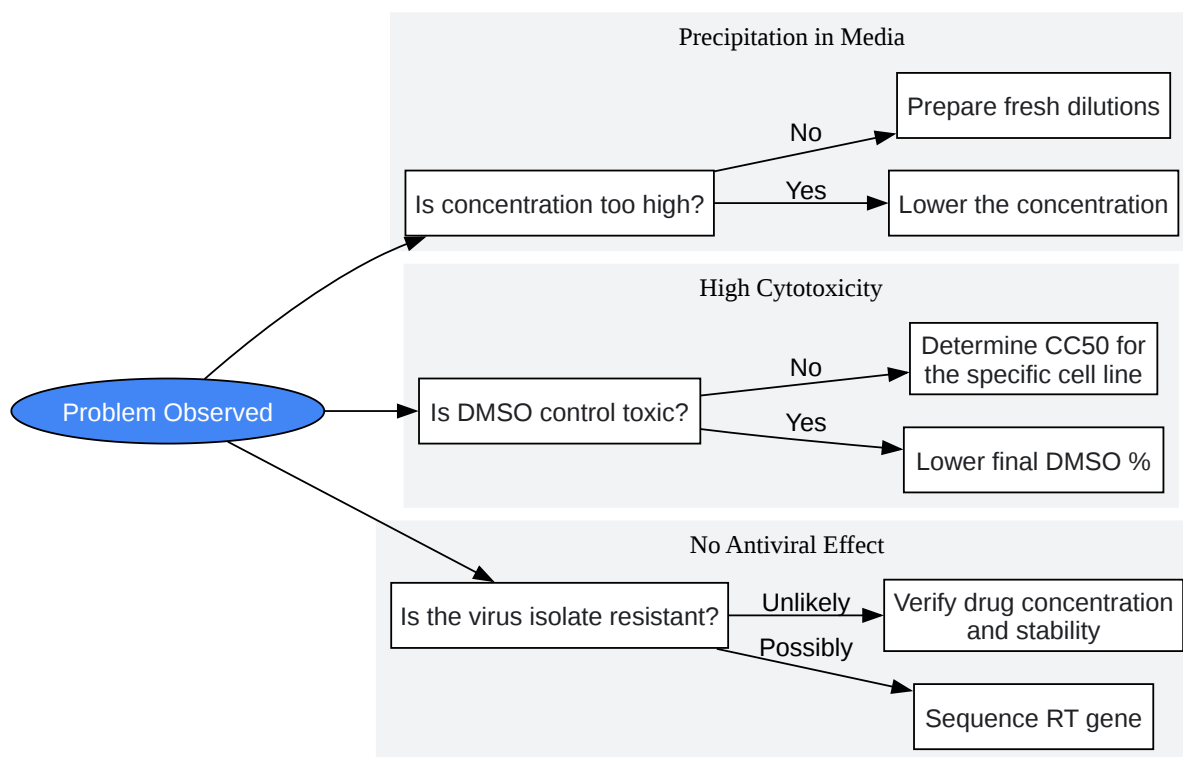 Precipitation in Media
Prepare fresh dilutions
No
Is concentration too high?
Yes
Lower the concentration
High Cytotoxicity
Determine CC50 for
the specific cell line
No
Problem Observed
Is DMSO control toxic?
Yes
Lower final DMSO %
No Antiviral Effect
Is the virus isolate resistant?
Unlikely
Verify drug concentration
and stability
Possibly
Sequence RT gene